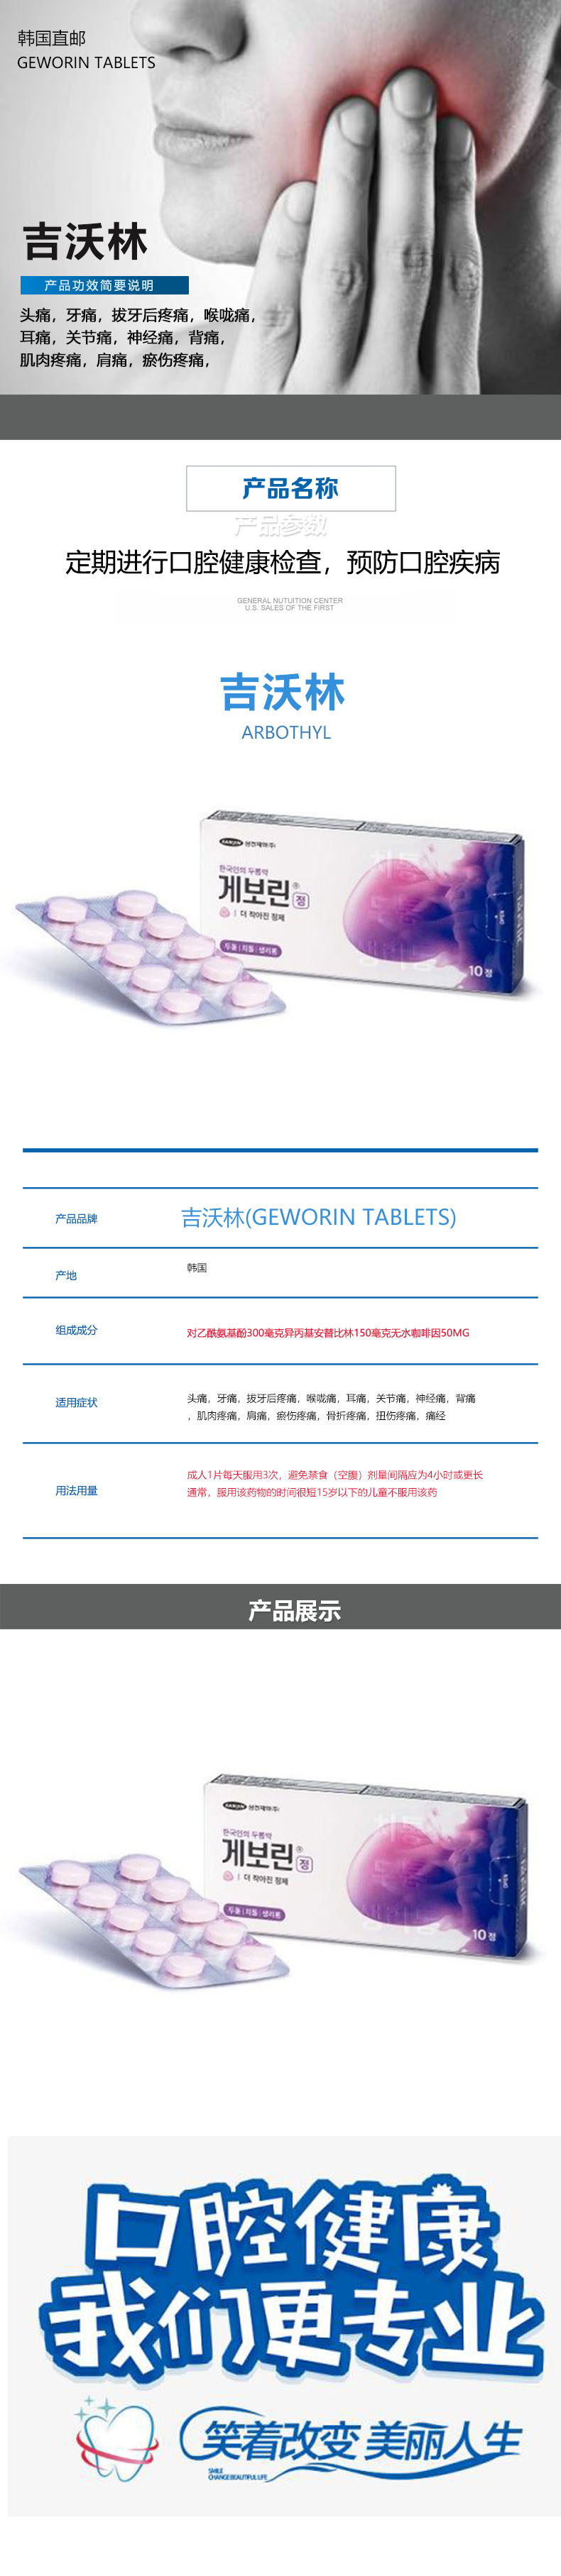 韩国直邮
GEWORIN TABLETS
吉沃林
产品功效简要说明
头痛，牙痛，拔牙后疼痛，喉咙痛，
耳痛，关节痛，神经痛，背痛，
肌肉疼痛，肩痛，瘀伤疼痛，
产品名称
产品参数
定期进行口腔健康检查，预防口腔疾病
GENERAL NUTUITION CENTER
U.S. SALES OF THE FIRST
吉沃林
ARBOTHYL
삼진제약(주)
한국인의 두통약
게보린® 정
더 작아진 정제
두통 치통 생리통
10정
产品品牌
吉沃林(GEWORIN TABLETS)
产地
韩国
组成成分
对乙酰氨基酚300毫克异丙基安替比林150毫克无水咖啡因50MG
适用症状
头痛，牙痛，拔牙后疼痛，喉咙痛，耳痛，关节痛，神经痛，背痛
，肌肉疼痛，肩痛，瘀伤疼痛，骨折疼痛，扭伤疼痛，痛经
用法用量
成人1片每天服用3次，避免禁食（空腹）剂量间隔应为4小时或更长
通常，服用该药物的时间很短15岁以下的儿童不服用该药
产品展示
삼진제약(주)
한국인의 두통약
게보린® 정
더 작아진 정제
두통 치통 생리통
10정
口腔健康
我们更专业
笑着改变 美丽人生
SMILE
CHANGE BEAUTIFUL LIFE